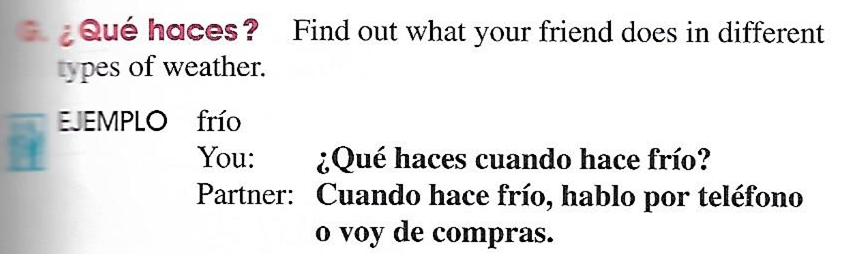 G. ¿Qué haces? Find out what your friend does in different
types of weather.
EJEMPLO frío
You: ¿Qué haces cuando hace frío?
Partner: Cuando hace frío, hablo por teléfono
o voy de compras.